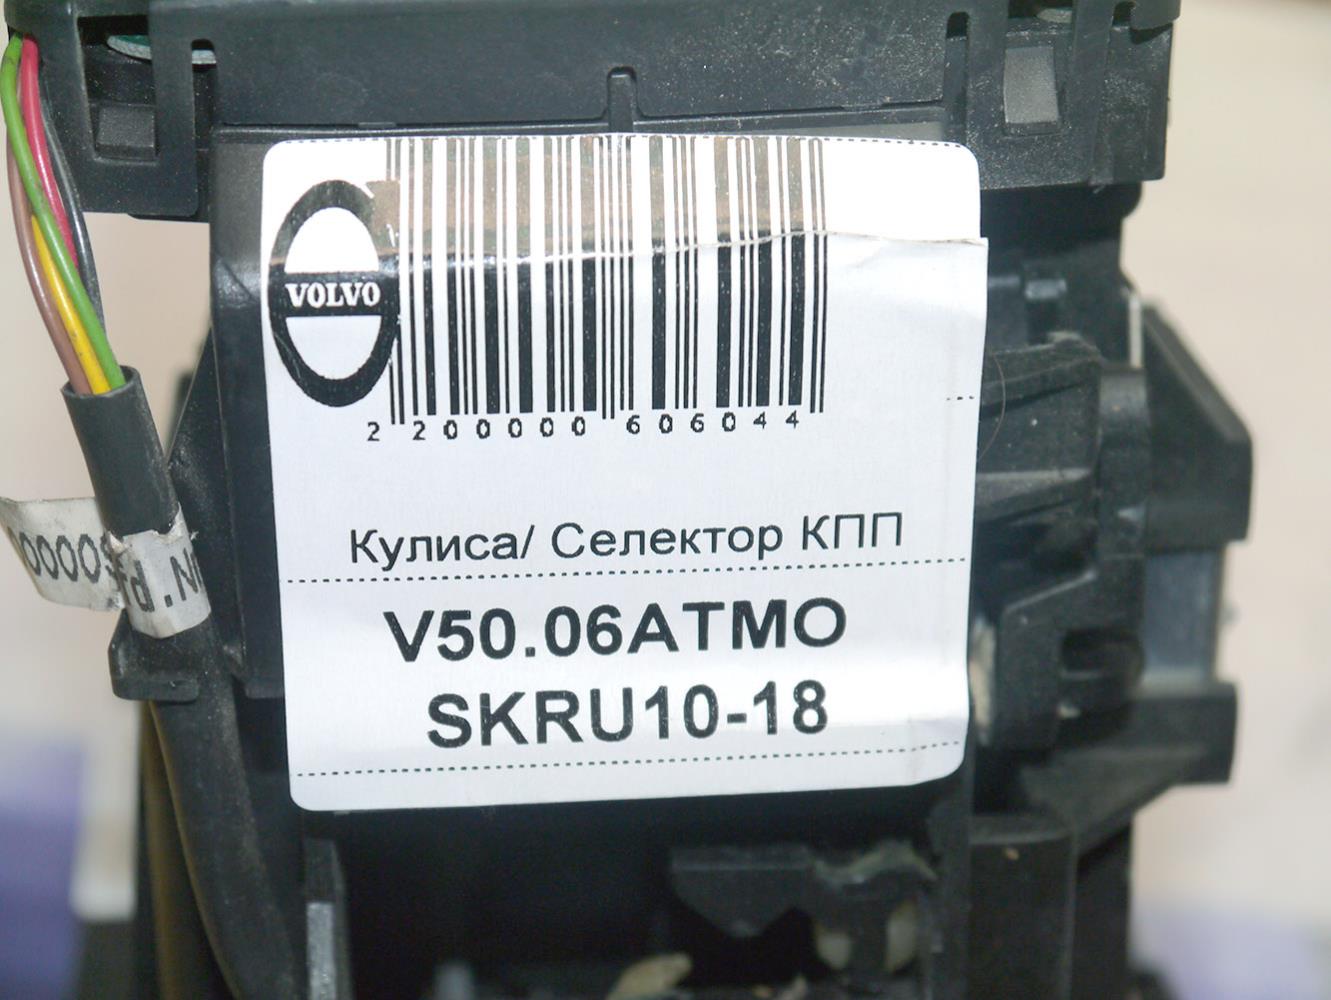 VOLVO
2 200000 606044
Кулиса/ Селектор КПП
V50.06ATMO
SKRU10-18